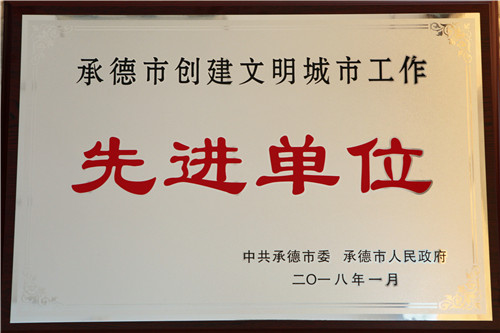 承德市创建文明城市工作
先进单位
中共承德市委 承德市人民政府
二〇一八年一月